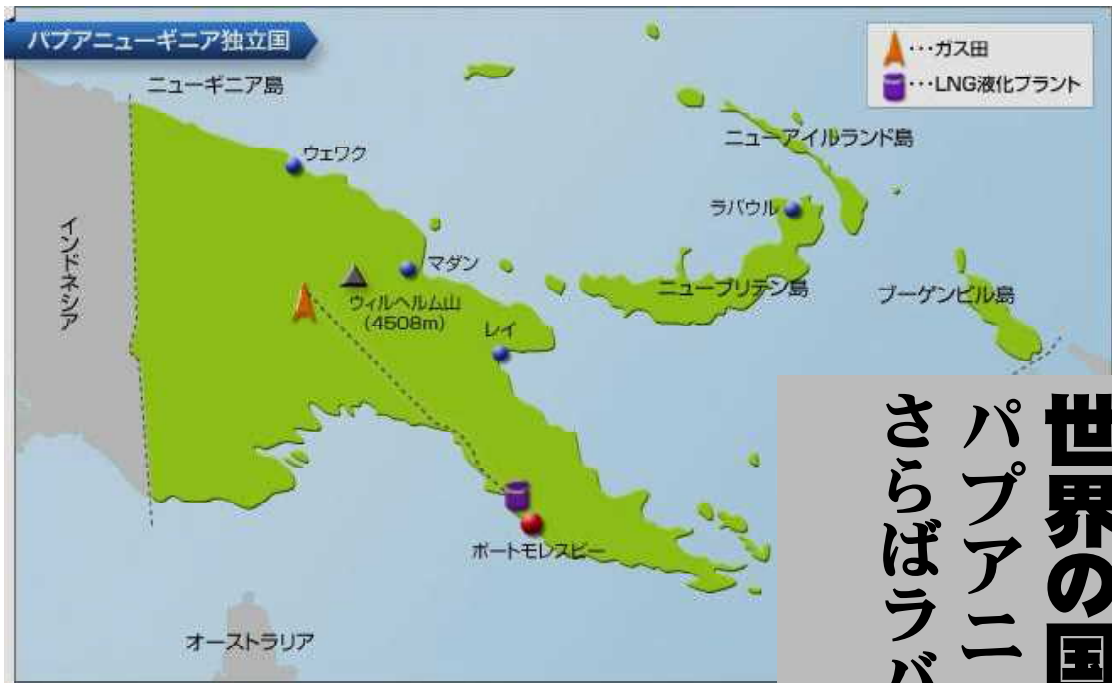 パプアニューギニア独立国
・・・ガス田
・・・LNG液化プラント
ニューギニア島
ニューアイルランド島
ウェワク
ラバウル
インドネシア
マダン
ウィルヘルム山
(4508m)
ニューブリテン島
ブーゲンビル島
レイ
ポートモレスビー
オーストラリア
世界の国
パプアニ
さらばラバ